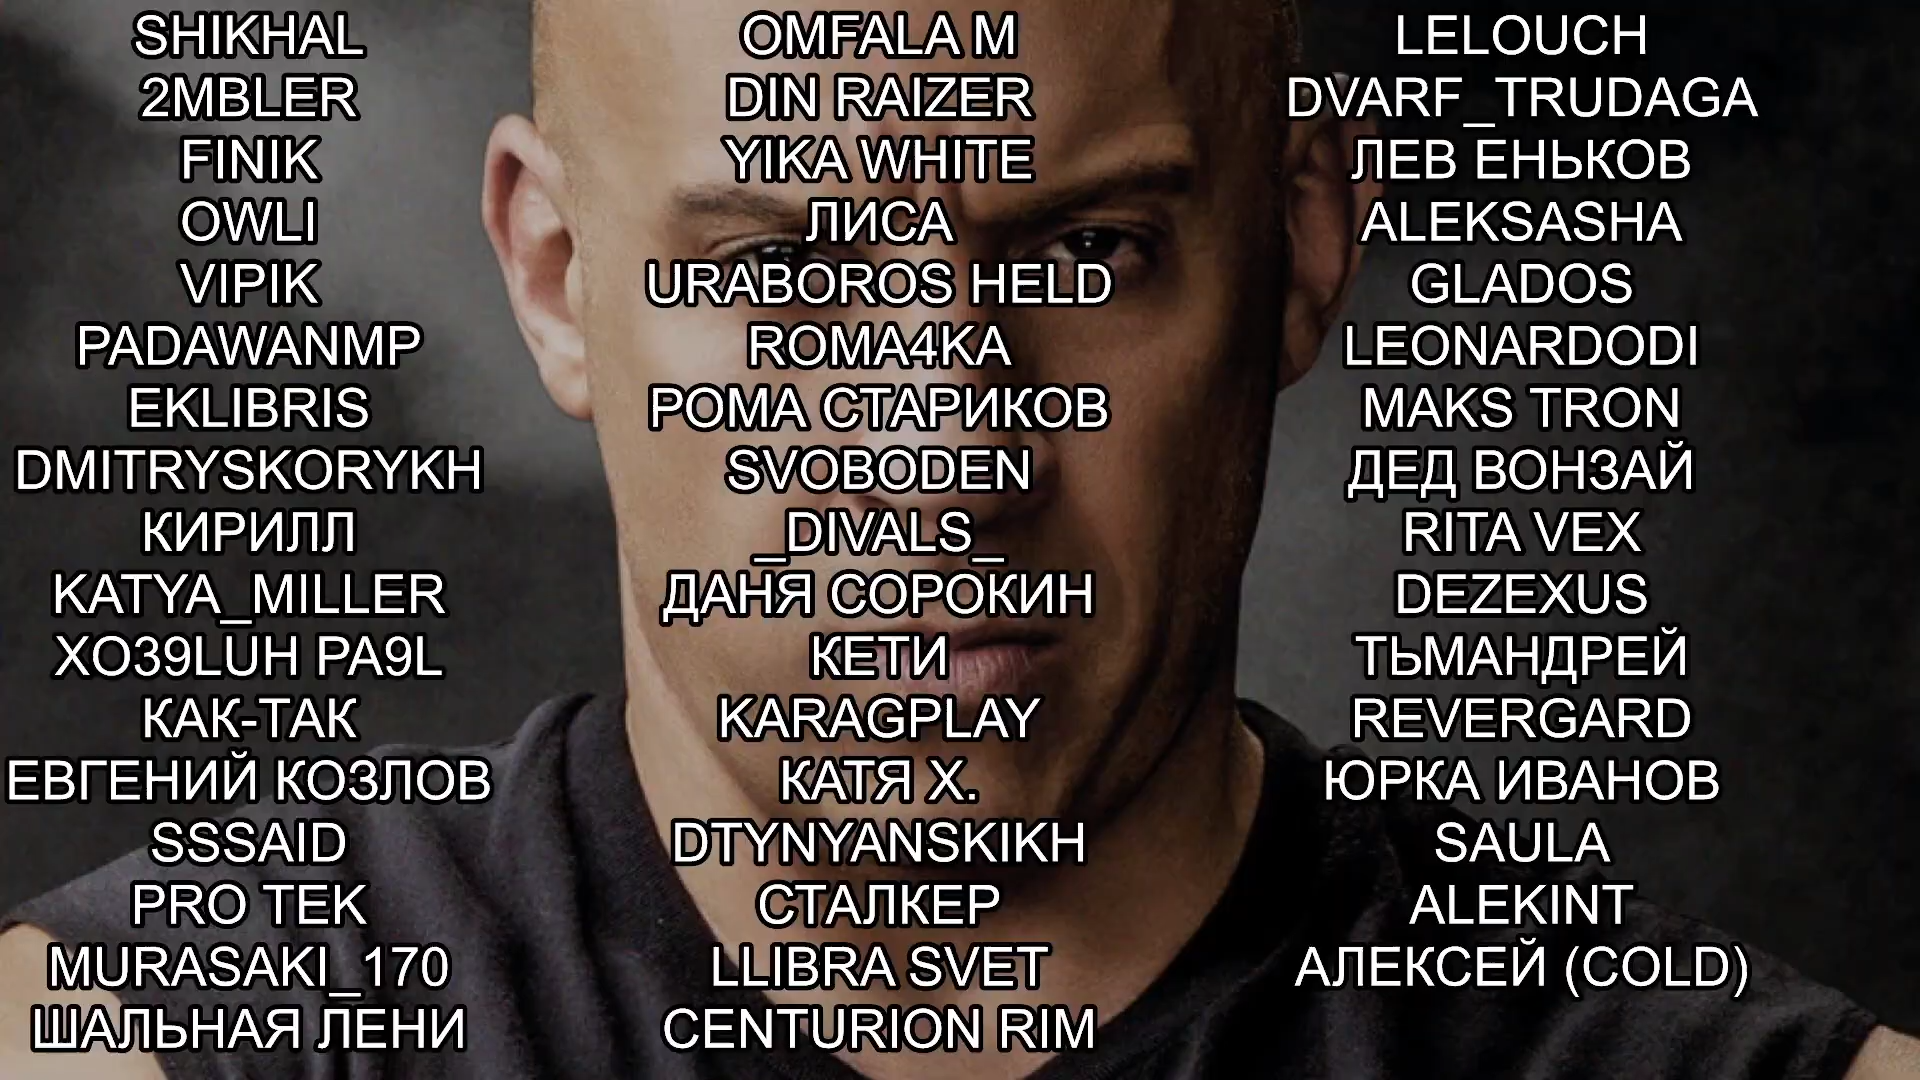 SHIKHAL
2MBLER
FINIK
OWLI
VIPIK
PADAWANMP
EKLIBRIS
DMITRYSKORYKH
КИРИЛЛ
KATYA_MILLER
XO39LUH PA9L
КАК-ТАК
ЕВГЕНИЙ КОЗЛОВ
SSSAID
PRO TEK
MURASAKI_170
ШАЛЬНАЯ ЛЕНИ
OMFALA M
DIN RAIZER
YIKA WHITE
ЛИСА
URABOROS HELD
ROMA4KA
РОМА СТАРИКОВ
SVOBODEN
_DIVALS_
ДАНЯ СОРОКИН
КЕТИ
KARAGPLAY
КАТЯ Х.
DTYNYANSKIKH
СТАЛКЕР
LLIBRA SVET
CENTURION RIM
LELOUCH
DVARF_TRUDAGA
ЛЕВ ЕНЬКОВ
ALEKSASHA
GLADOS
LEONARDODI
MAKS TRON
ДЕД ВОНЗАЙ
RITA VEX
DEZEXUS
ТЬМАНДРЕЙ
REVERGARD
ЮРКА ИВАНОВ
SAULA
ALEKINT
АЛЕКСЕЙ (COLD)